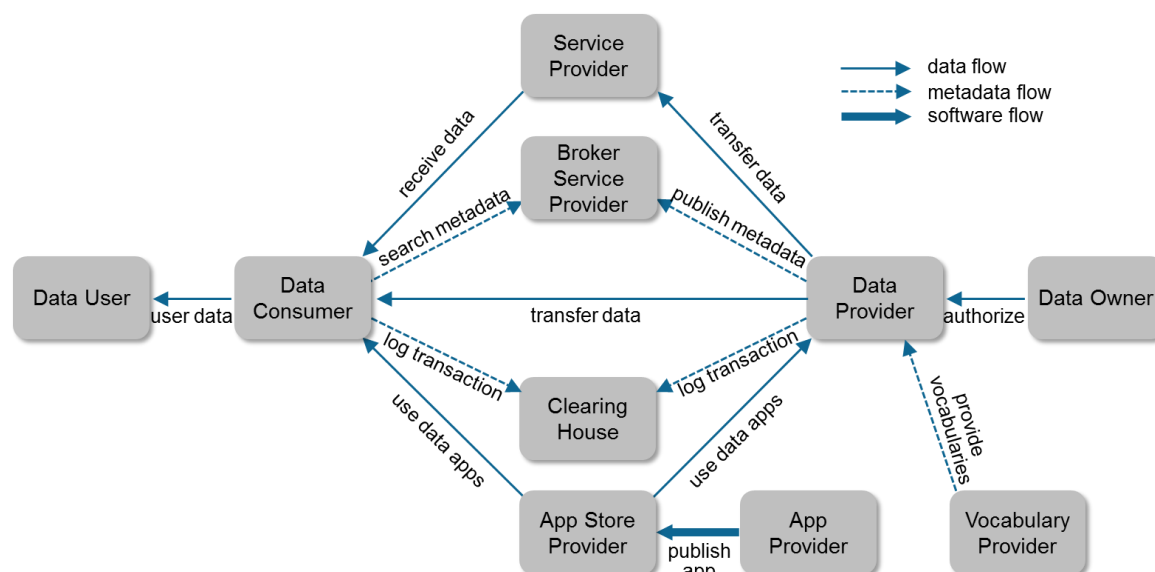 Service
Provider
data flow
metadata flow
software flow
receive data
transfer data
Broker
Service
Provider
search metadata
publish metadata
Data User
user data
Data
Consumer
transfer data
Data
Provider
authorize
Data Owner
log transaction
log transaction
Clearing
House
use data apps
use data apps
provide
vocabularies
App Store
Provider
publish
app
App
Provider
Vocabulary
Provider